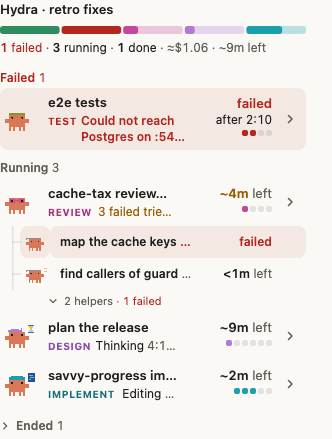 Hydra · retro fixes
1 failed · 3 running · 1 done · ≈$1.06 · ~9m left
Failed 1
e2e tests failed
TEST Could not reach after 2:10
Postgres on :54...
Running 3
cache-tax review... ~4m left
REVIEW 3 failed trie...
map the cache keys ... failed
find callers of guard ... <1m left
2 helpers · 1 failed
plan the release ~9m left
DESIGN Thinking 4:1...
savvy-progress im... ~2m left
IMPLEMENT Editing ...
Ended 1